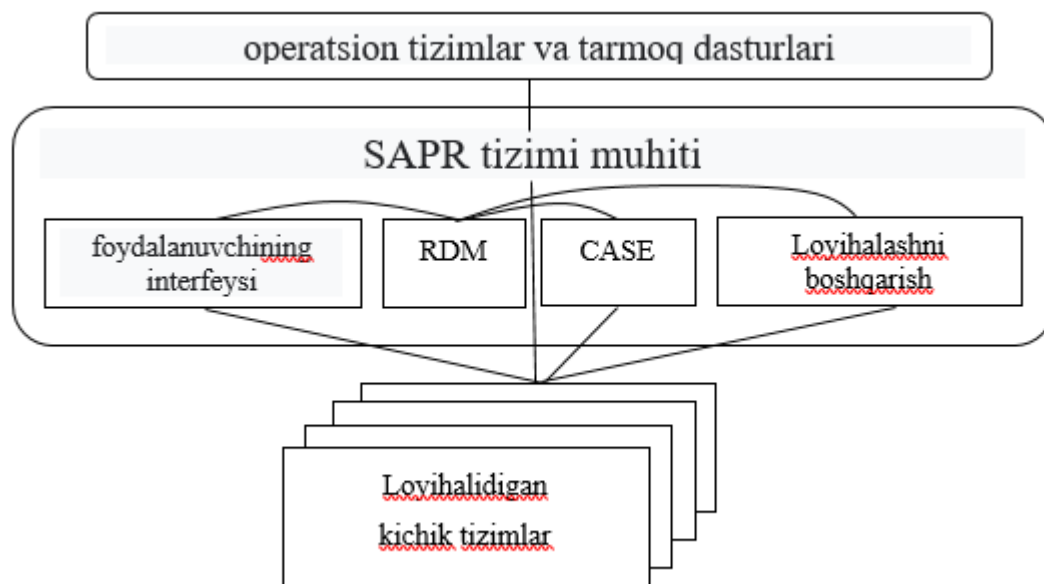 operatsion tizimlar va tarmoq dasturlari
SAPR tizimi muhiti
foydalanuvchining
interfeysi
RDM
CASE
Loyihalashni
boshqarish
Loyihalidigan
kichik tizimlar